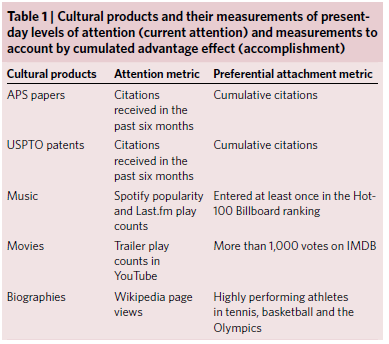 Table 1 | Cultural products and their measurements of present-
day levels of attention (current attention) and measurements to
account by cumulated advantage effect (accomplishment)
Cultural products Attention metric Preferential attachment metric
APS papers Citations Cumulative citations
received in the
past six months
USPTO patents Citations Cumulative citations
received in the
past six months
Music Spotify popularity Entered at least once in the Hot-
and Last.fm play 100 Billboard ranking
counts
Movies Trailer play More than 1,000 votes on IMDB
counts in
YouTube
Biographies Wikipedia page Highly performing athletes
views in tennis, basketball and the
Olympics